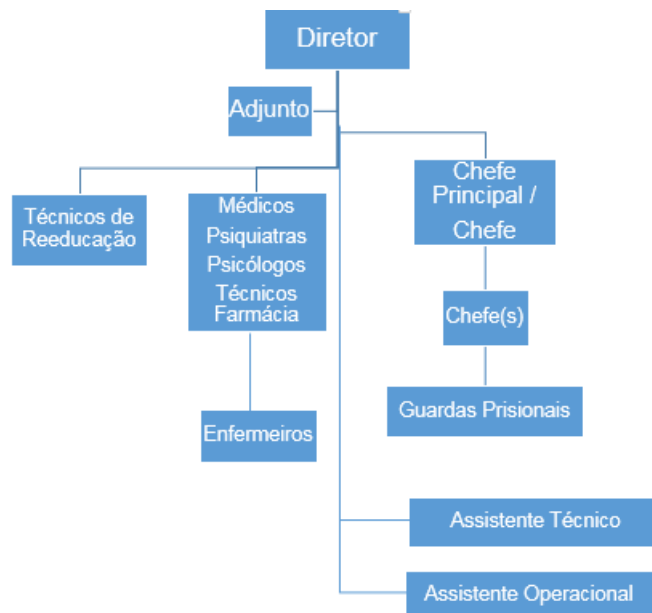 Diretor
Adjunto
Técnicos de
Reeducação
Médicos
Psiquiatras
Psicólogos
Técnicos
Farmácia
Enfermeiros
Chefe
Principal /
Chefe
Chefe(s)
Guardas Prisionais
Assistente Técnico
Assistente Operacional